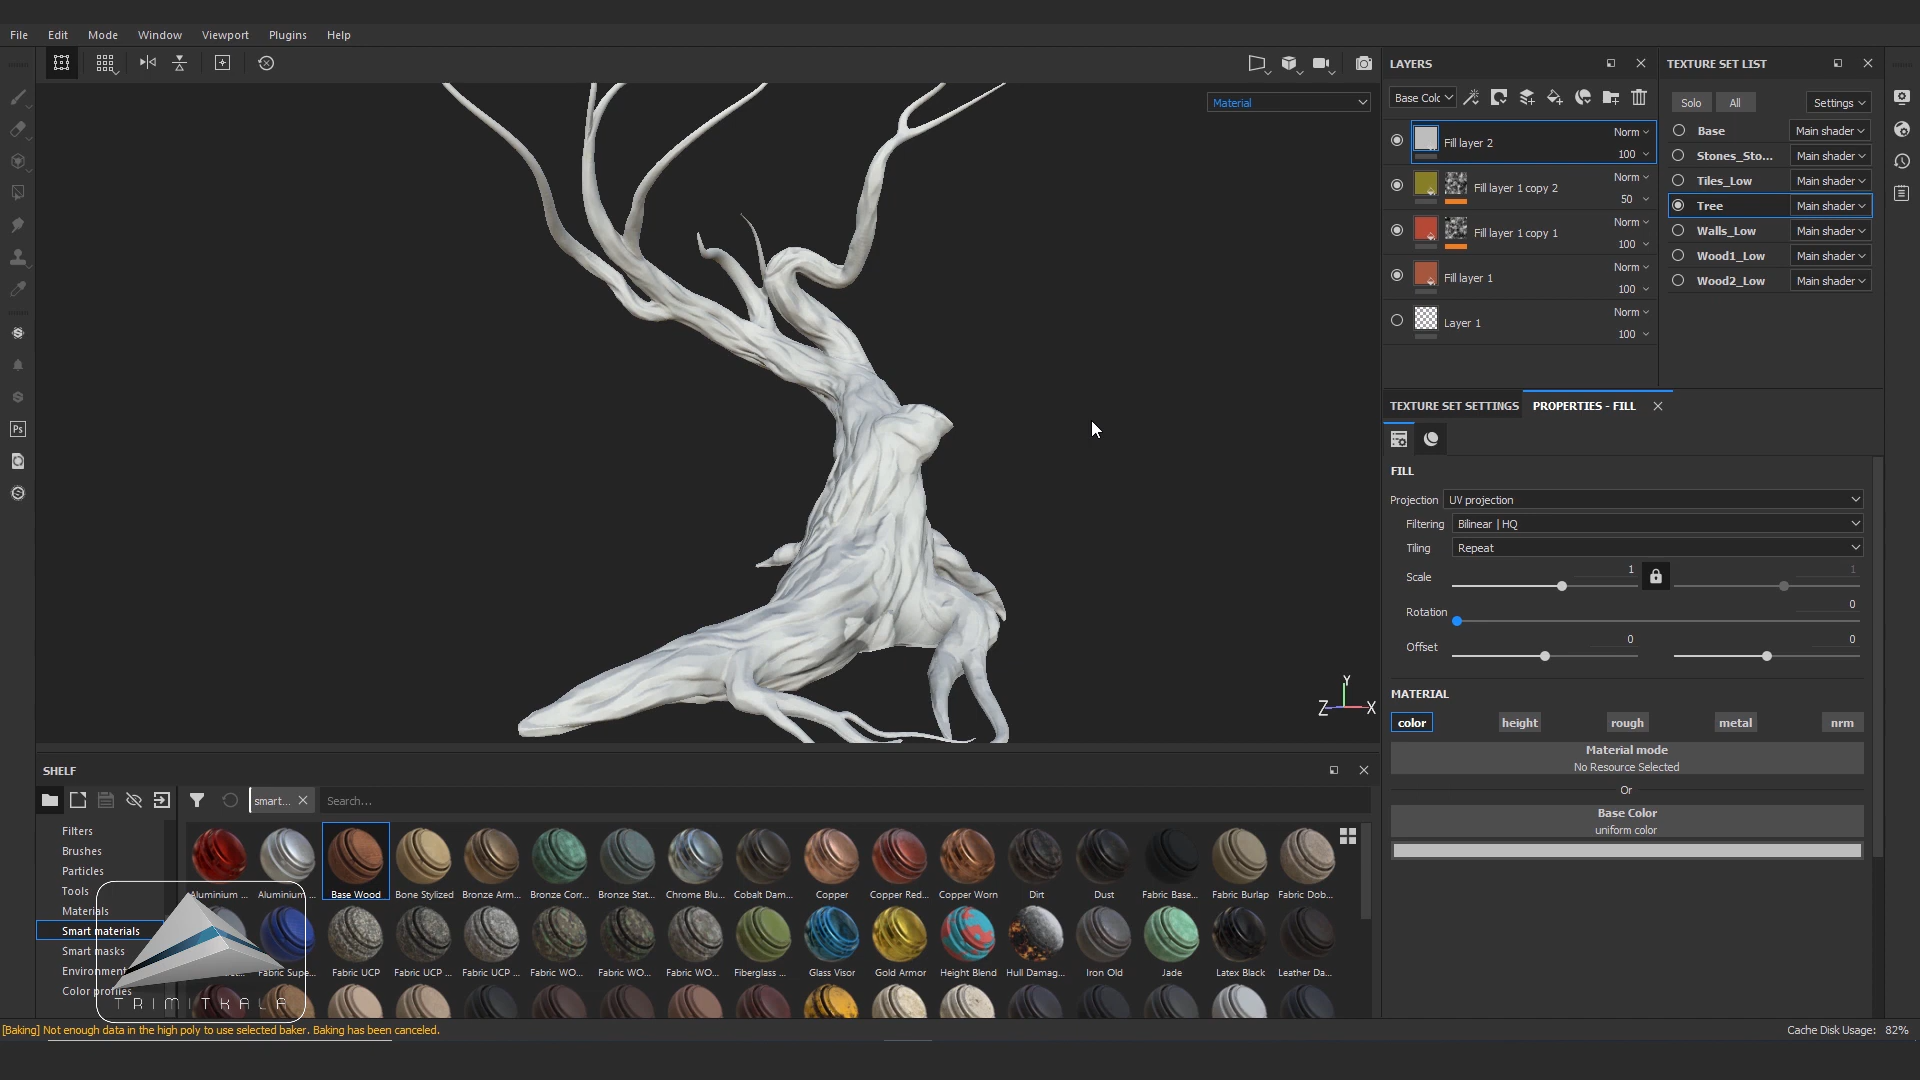 File Edit Mode Window Viewport Plugins Help
Material
LAYERS
Base Colc
Fill layer 2 Norm 100
Fill layer 1 copy 2 Norm 50
Fill layer 1 copy 1 Norm 100
Fill layer 1 Norm 100
Layer 1 Norm 100
TEXTURE SET LIST
Solo All Settings
Base Main shader
Stones_Sto... Main shader
Tiles_Low Main shader
Tree Main shader
Walls_Low Main shader
Wood1_Low Main shader
Wood2_Low Main shader
TEXTURE SET SETTINGS PROPERTIES - FILL
FILL
Projection UV projection
Filtering Bilinear | HQ
Tiling Repeat
Scale 1 1
Rotation 0
Offset 0 0
MATERIAL
color height rough metal nrm
Material mode
No Resource Selected
Or
Base Color
uniform color
Y
Z X
Ps
SHELF
smart... Search...
Filters
Brushes
Particles
Tools
Materials
Smart materials
Smart masks
Environment
Color profiles
Aluminium ... Aluminium ... Base Wood Bone Stylized Bronze Arm... Bronze Corr... Bronze Stat... Chrome Blu... Cobalt Dam... Copper Copper Red... Copper Worn Dirt Dust Fabric Base... Fabric Burlap Fabric Dob...
Fabric Supe... Fabric UCP Fabric UCP ... Fabric UCP ... Fabric WO... Fabric WO... Fabric WO... Fiberglass ... Glass Visor Gold Armor Height Blend Hull Damag... Iron Old Jade Latex Black Leather Da...
TRIMITKALA
[Baking] Not enough data in the high poly to use selected baker. Baking has been canceled.
Cache Disk Usage: 82%